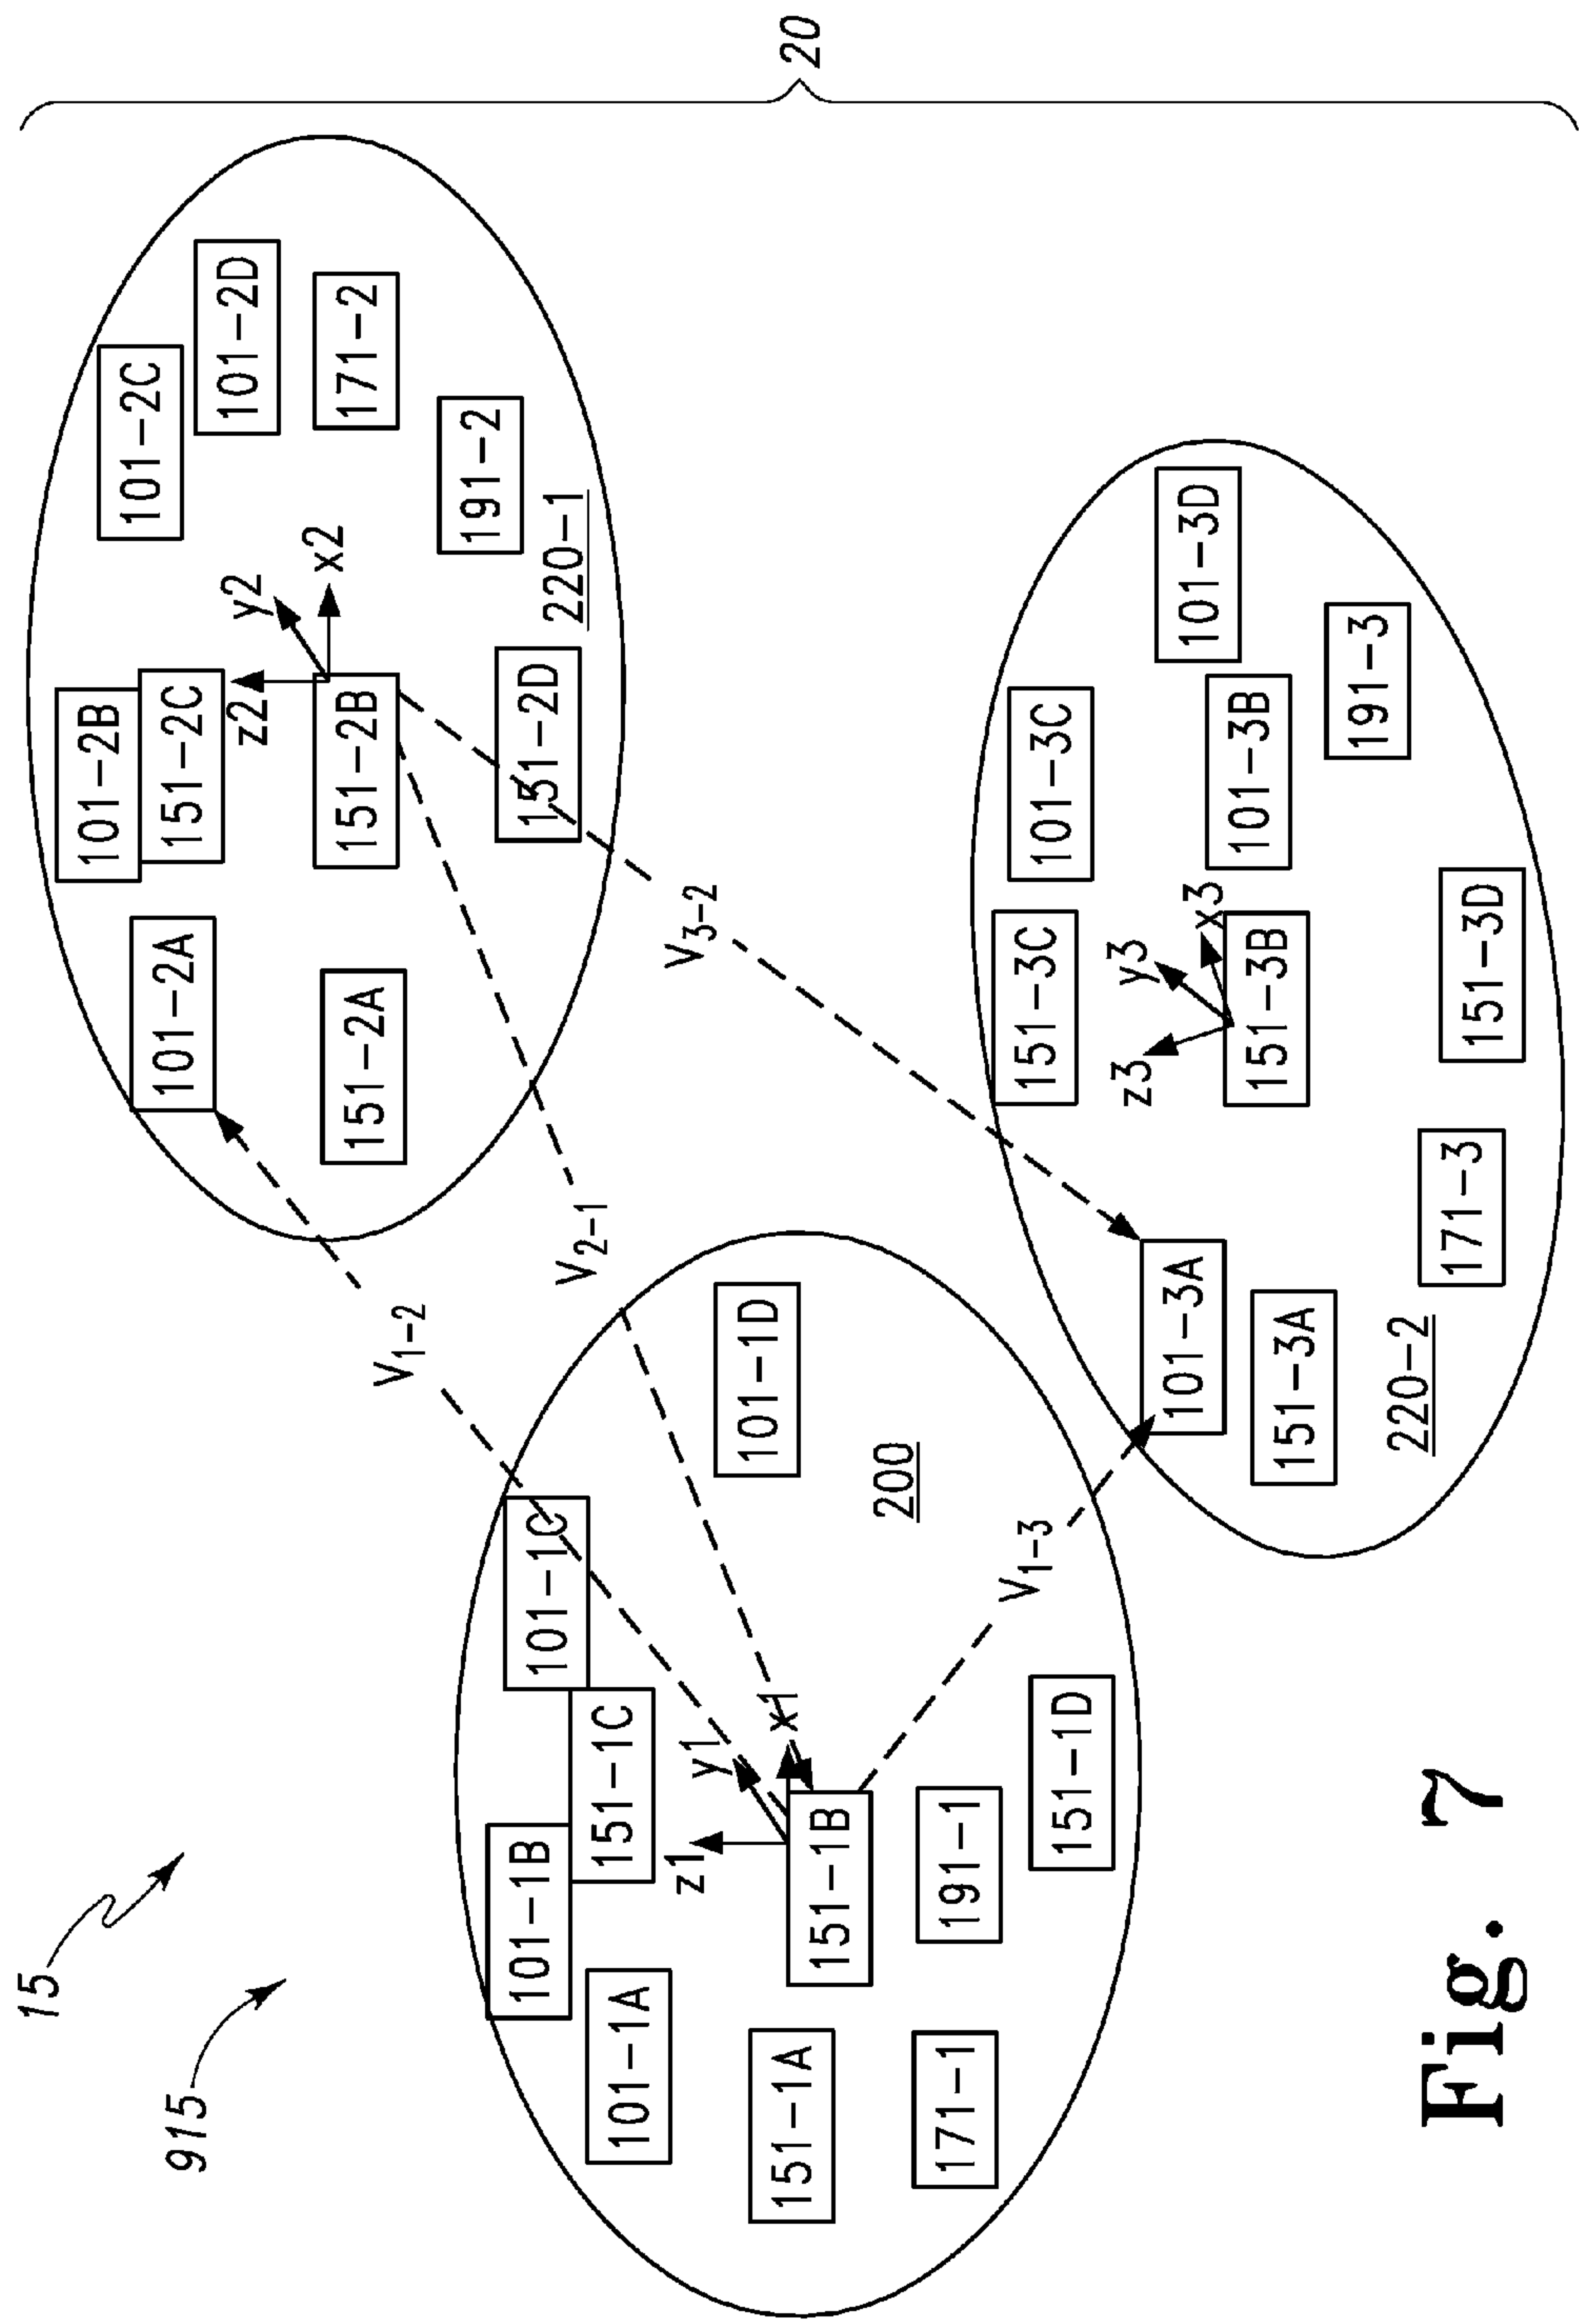 15
915
20
101-2B
151-2C
101-2C
101-2A
101-2D
z2
y2
x2
151-2A
151-2B
171-2
191-2
151-2D
220-1
V1-2
V2-1
V3-2
101-1B
101-1C
101-1A
151-1C
z1
y1
x1
101-1D
151-1A
151-1B
200
171-1
191-1
151-1D
V1-3
151-3C
101-3C
z3
y3
x3
101-3D
101-3A
151-3B
101-3B
151-3A
191-3
220-2
171-3
151-3D
Fig. 7